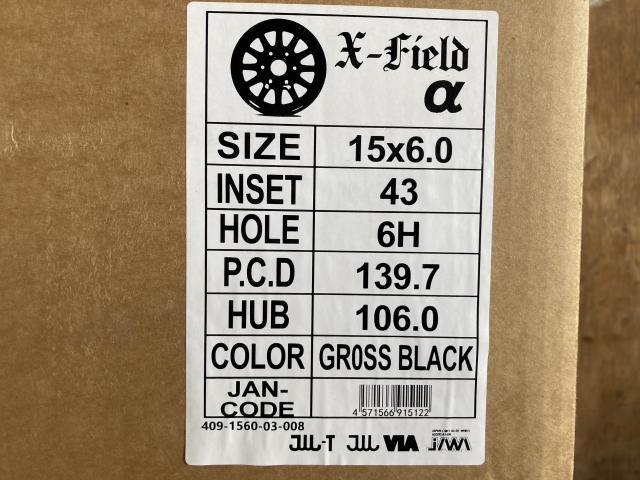 X-Field
α
SIZE 15x6.0
INSET 43
HOLE 6H
P.C.D 139.7
HUB 106.0
COLOR GR0SS BLACK
JAN-
CODE
4 571566 915122
409-1560-03-008
JWL-T JWL VIA JAWA